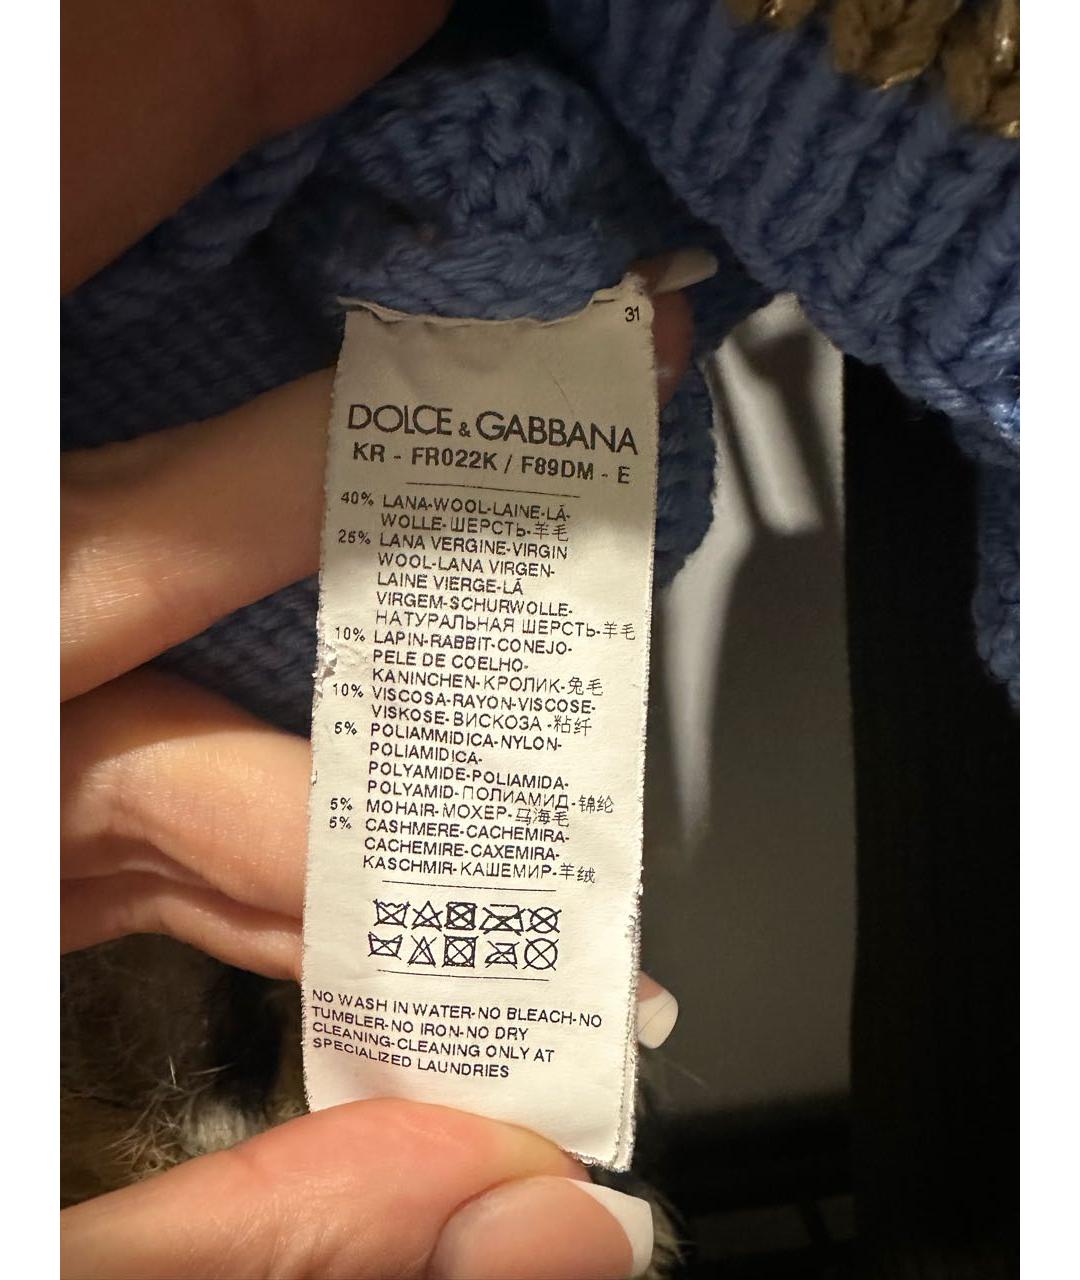 31
DOLCE & GABBANA
KR - FR022K / F89DM - E
40% LANA-WOOL-LAINE-LÃ-
WOLLE-ШЕРСТЬ-羊毛
25% LANA VERGINE-VIRGIN
WOOL-LANA VIRGEN-
LAINE VIERGE-LÃ
VIRGEM-SCHURWOLLE-
НАТУРАЛЬНАЯ ШЕРСТЬ-羊毛
10% LAPIN-RABBIT-CONEJO-
PELE DE COELHO-
KANINCHEN-КРОЛИК-兔毛
10% VISCOSA-RAYON-VISCOSE-
VISKOSE-ВИСКОЗА-粘纤
5% POLIAMMIDICA-NYLON-
POLIAMIDICA-
POLYAMIDE-POLIAMIDA-
POLYAMID-ПОЛИАМИД-锦纶
5% MOHAIR-МОХЕР-马海毛
5% CASHMERE-CACHEMIRA-
CACHEMIRE-CAXEMIRA-
KASCHMIR-КАШЕМИР-羊绒
NO WASH IN WATER-NO BLEACH-NO
TUMBLER-NO IRON-NO DRY
CLEANING-CLEANING ONLY AT
SPECIALIZED LAUNDRIES